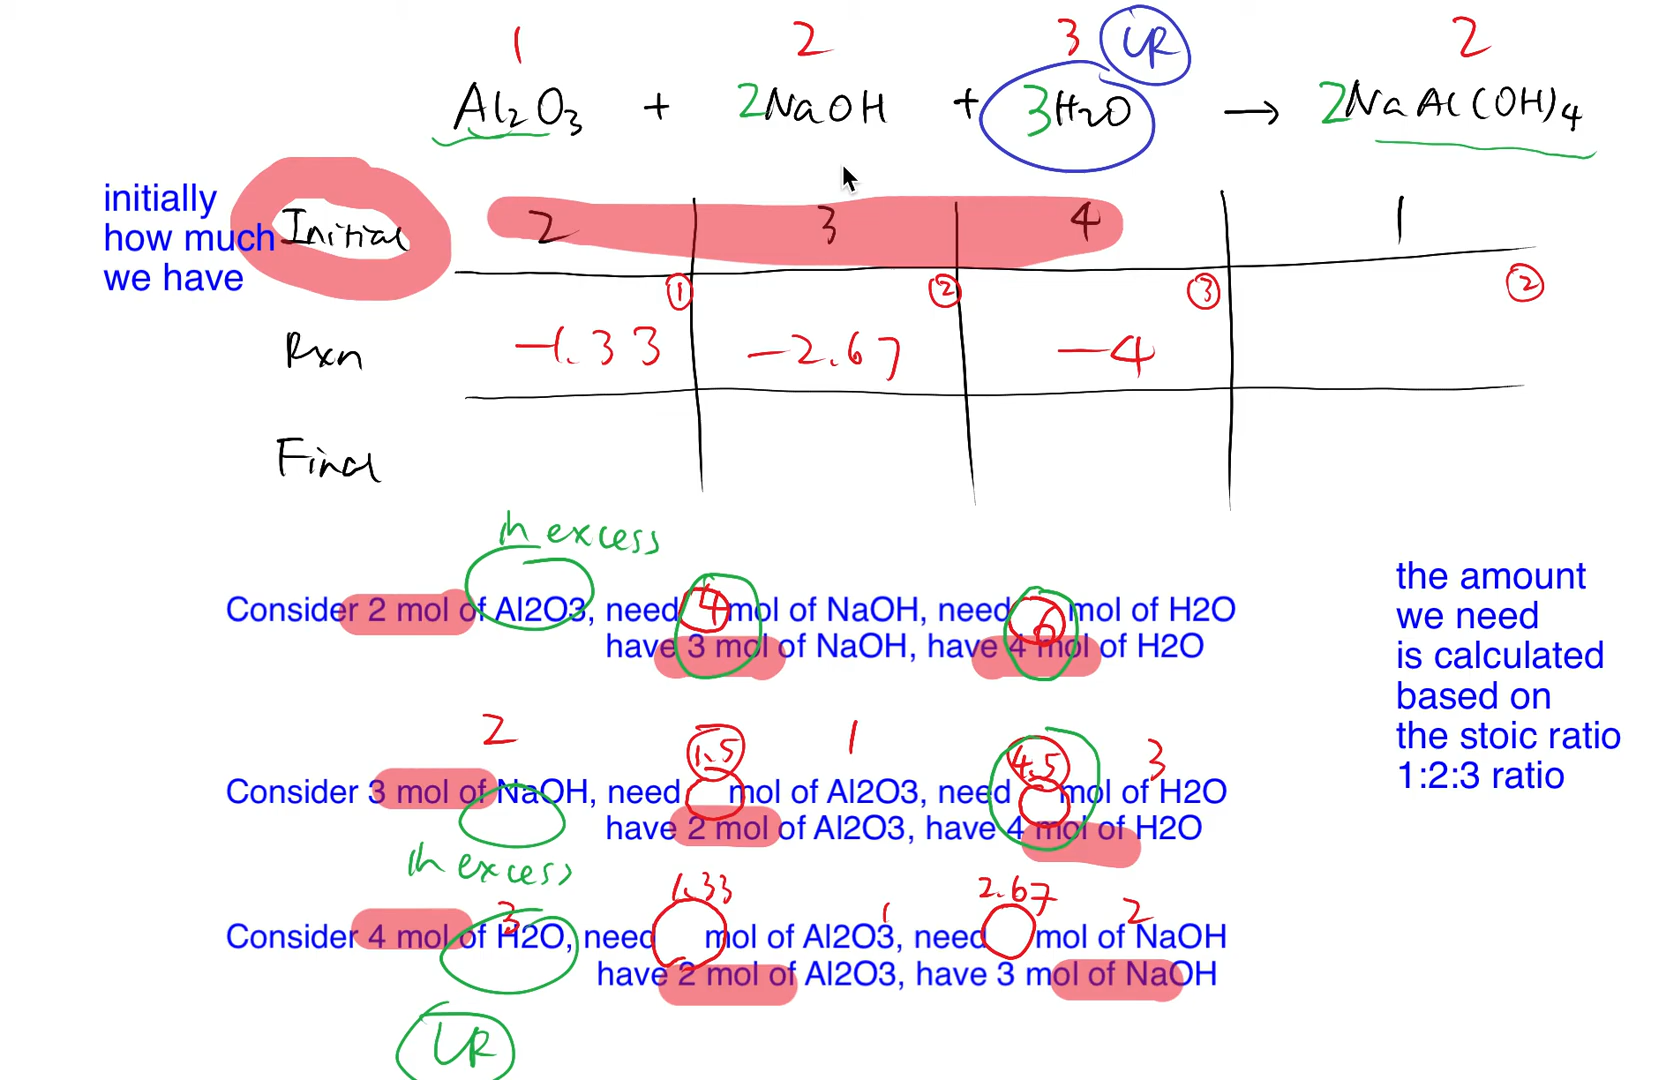 1 2 3 LR 2
Al2O3 + 2NaOH + 3H2O → 2NaAl(OH)4
initially
how much
we have
Initial 2 3 4 1
① ② ③ ②
Rxn -1.33 -2.67 -4
Final
in excess
Consider 2 mol of Al2O3, need 4 mol of NaOH, need 6 mol of H2O
have 3 mol of NaOH, have 4 mol of H2O
the amount
we need
is calculated
based on
the stoic ratio
1:2:3 ratio
2 1.5 1 4.5 3
Consider 3 mol of NaOH, need mol of Al2O3, need mol of H2O
have 2 mol of Al2O3, have 4 mol of H2O
in excess
3 1.33 1 2.67 2
Consider 4 mol of H2O, need mol of Al2O3, need mol of NaOH
have 2 mol of Al2O3, have 3 mol of NaOH
LR